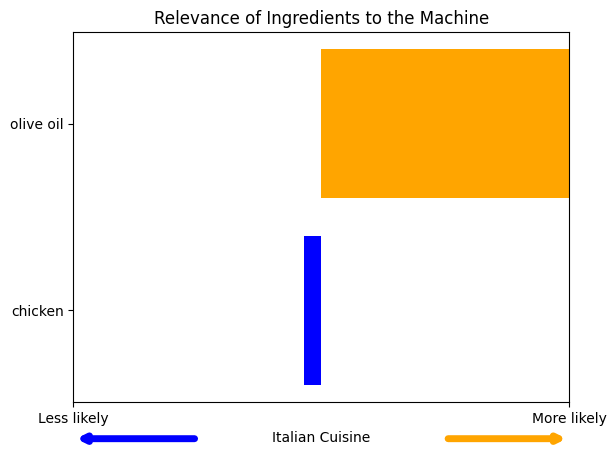 Relevance of Ingredients to the Machine
olive oil
chicken
Less likely
More likely
Italian Cuisine